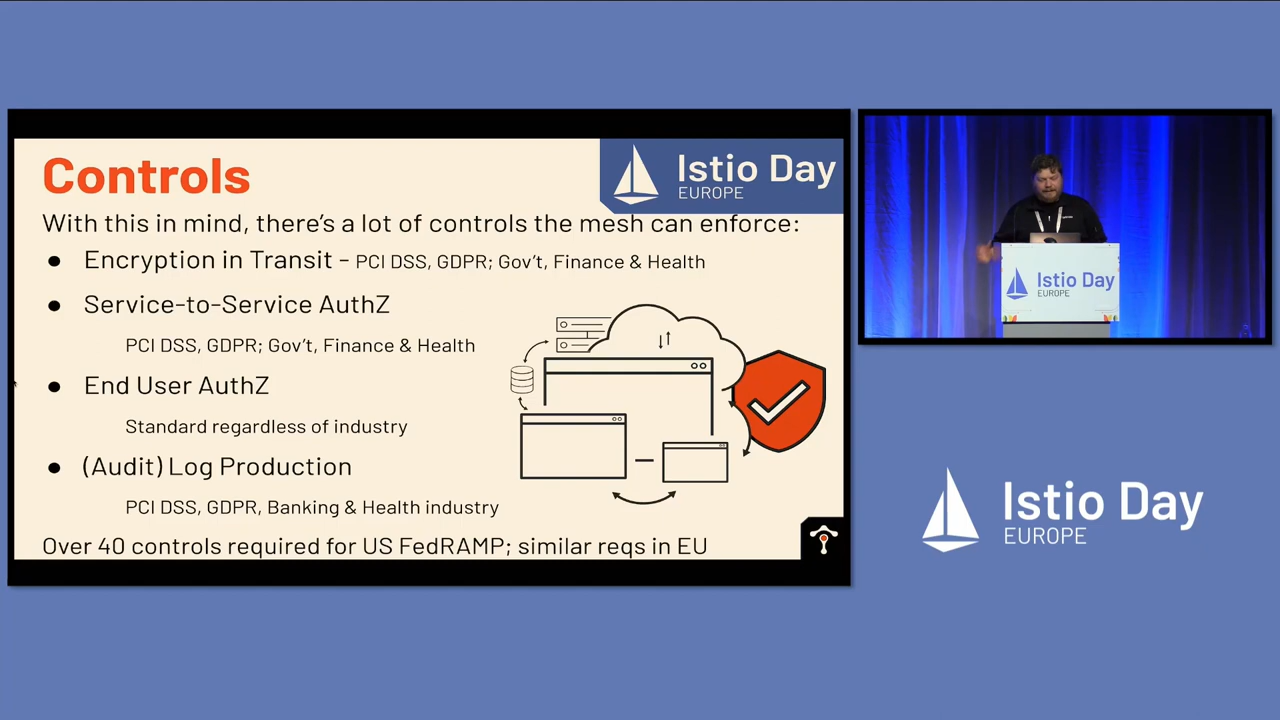 Controls
Istio Day
EUROPE
With this in mind, there's a lot of controls the mesh can enforce:
● Encryption in Transit - PCI DSS, GDPR; Gov't, Finance & Health
● Service-to-Service AuthZ
PCI DSS, GDPR; Gov't, Finance & Health
● End User AuthZ
Standard regardless of industry
● (Audit) Log Production
PCI DSS, GDPR, Banking & Health industry
Over 40 controls required for US FedRAMP; similar reqs in EU
Istio Day
EUROPE
Istio Day
EUROPE